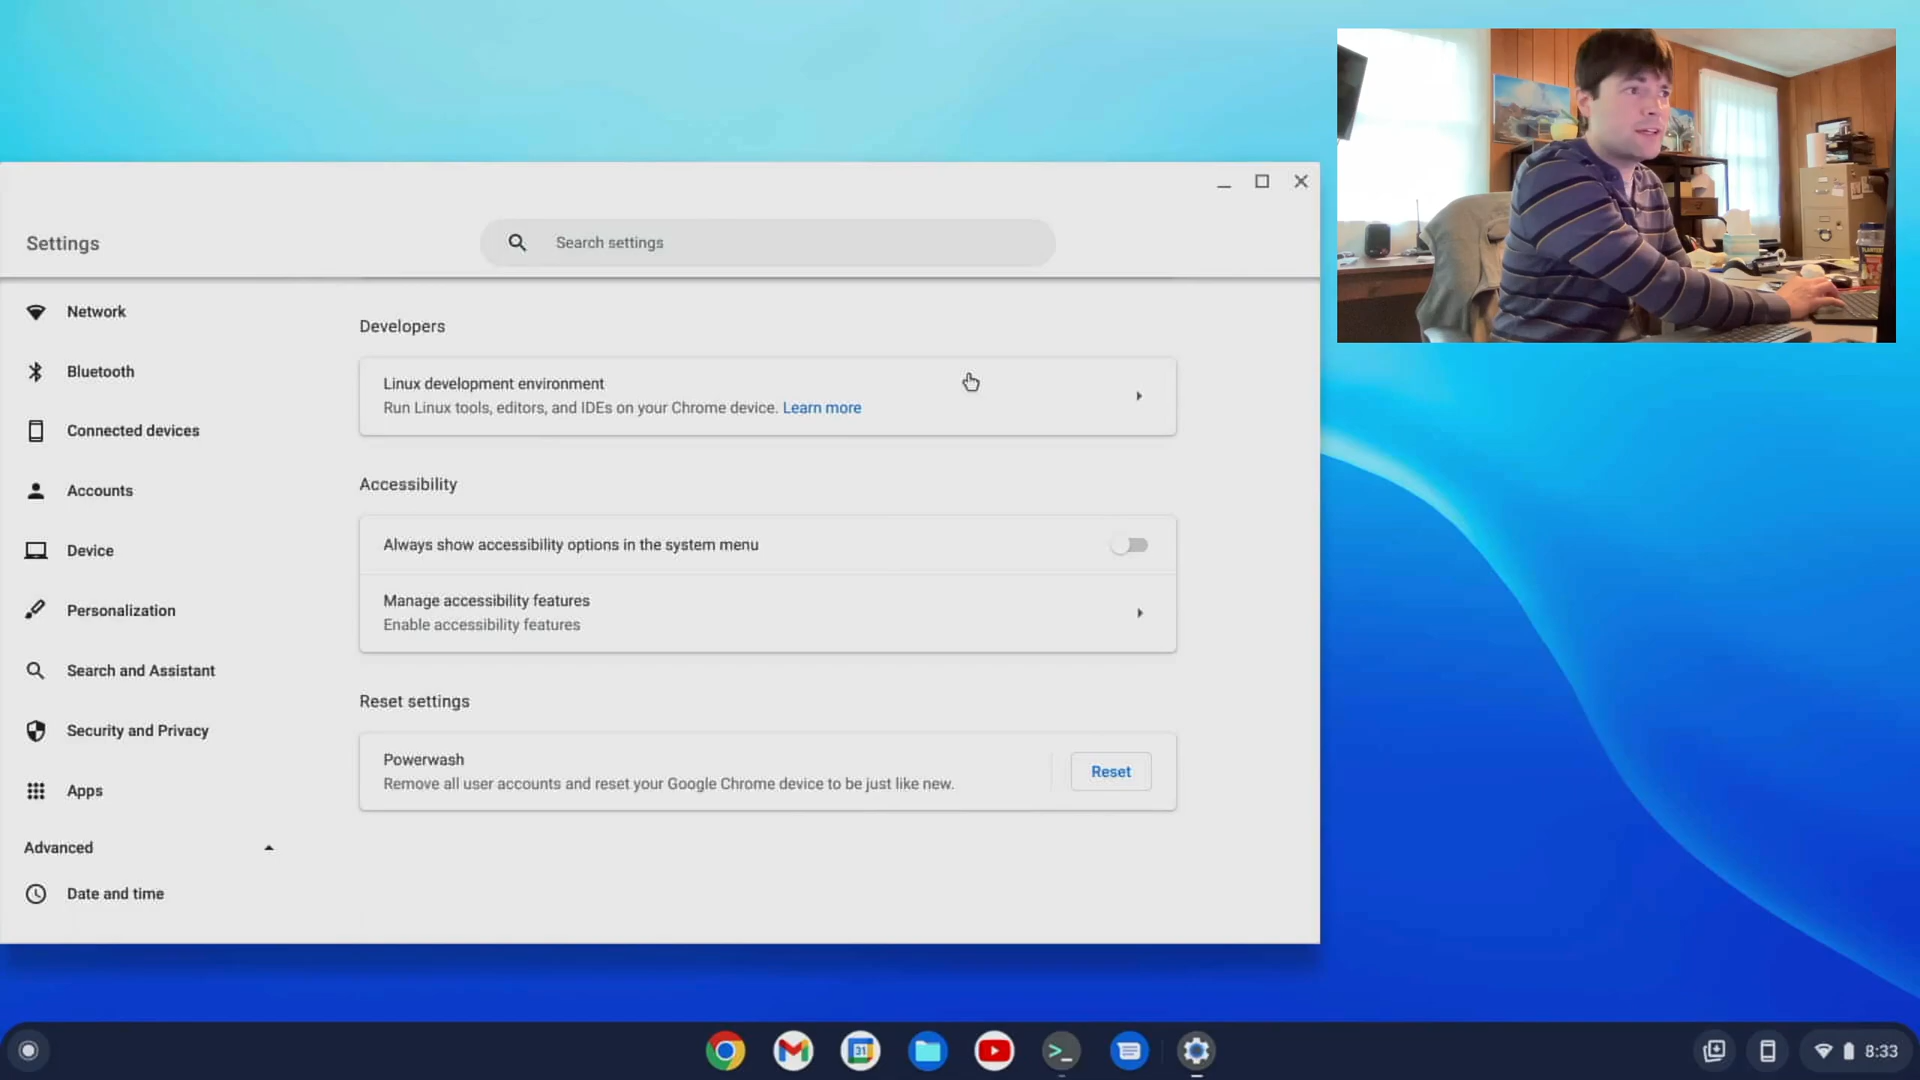 Settings
Search settings
Network
Bluetooth
Connected devices
Accounts
Device
Personalization
Search and Assistant
Security and Privacy
Apps
Advanced
Date and time
Developers
Linux development environment
Run Linux tools, editors, and IDEs on your Chrome device. Learn more
Accessibility
Always show accessibility options in the system menu
Manage accessibility features
Enable accessibility features
Reset settings
Powerwash
Remove all user accounts and reset your Google Chrome device to be just like new.
Reset
31
8:33